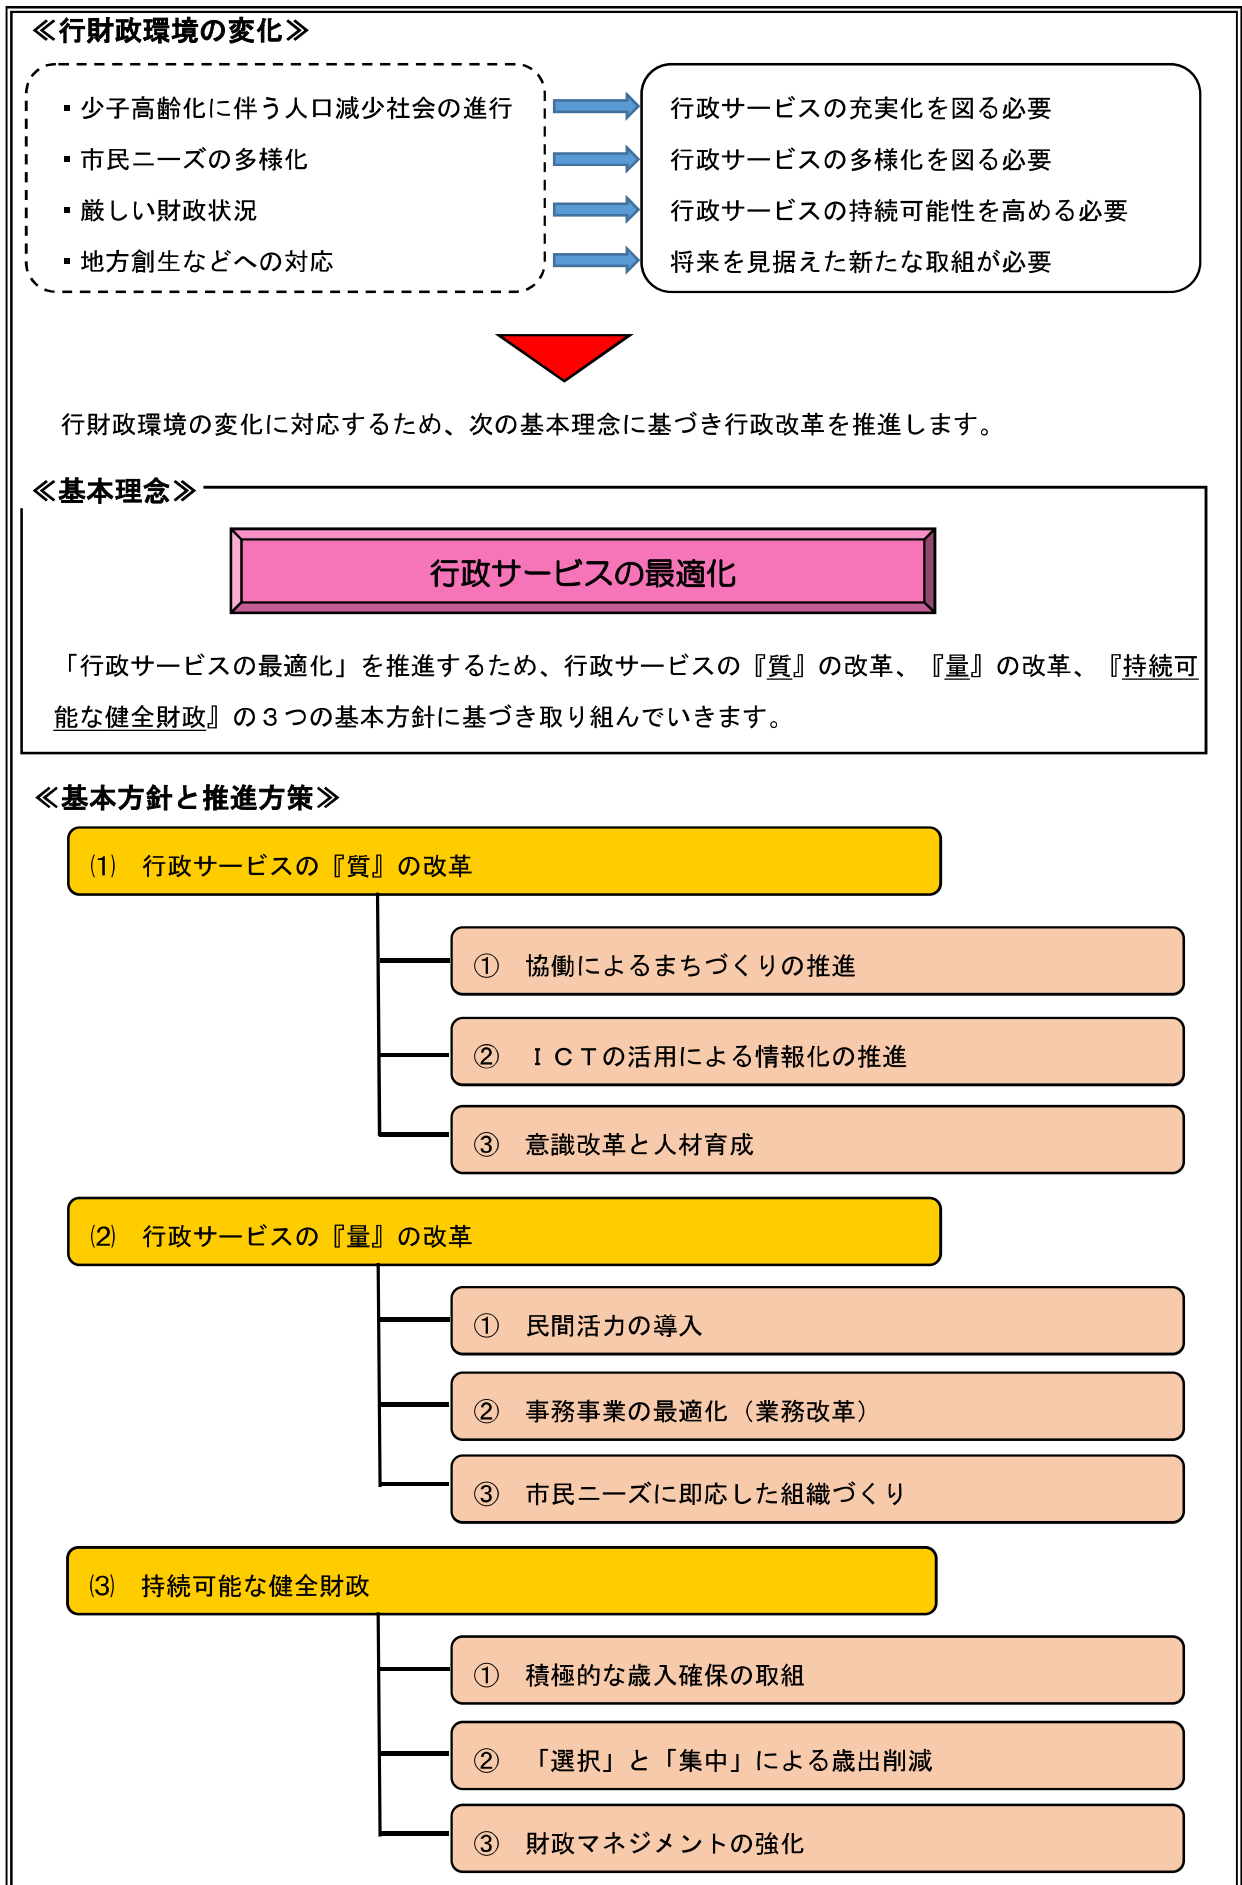 ≪行財政環境の変化≫
・少子高齢化に伴う人口減少社会の進行
行政サービスの充実化を図る必要
・市民ニーズの多様化
行政サービスの多様化を図る必要
・厳しい財政状況
行政サービスの持続可能性を高める必要
・地方創生などへの対応
将来を見据えた新たな取組が必要
行財政環境の変化に対応するため、次の基本理念に基づき行政改革を推進します。
≪基本理念≫
行政サービスの最適化
「行政サービスの最適化」を推進するため、行政サービスの『質』の改革、『量』の改革、『持続可
能な健全財政』の３つの基本方針に基づき取り組んでいきます。
≪基本方針と推進方策≫
⑴　行政サービスの『質』の改革
①　協働によるまちづくりの推進
②　ＩＣＴの活用による情報化の推進
③　意識改革と人材育成
⑵　行政サービスの『量』の改革
①　民間活力の導入
②　事務事業の最適化（業務改革）
③　市民ニーズに即応した組織づくり
⑶　持続可能な健全財政
①　積極的な歳入確保の取組
②　「選択」と「集中」による歳出削減
③　財政マネジメントの強化